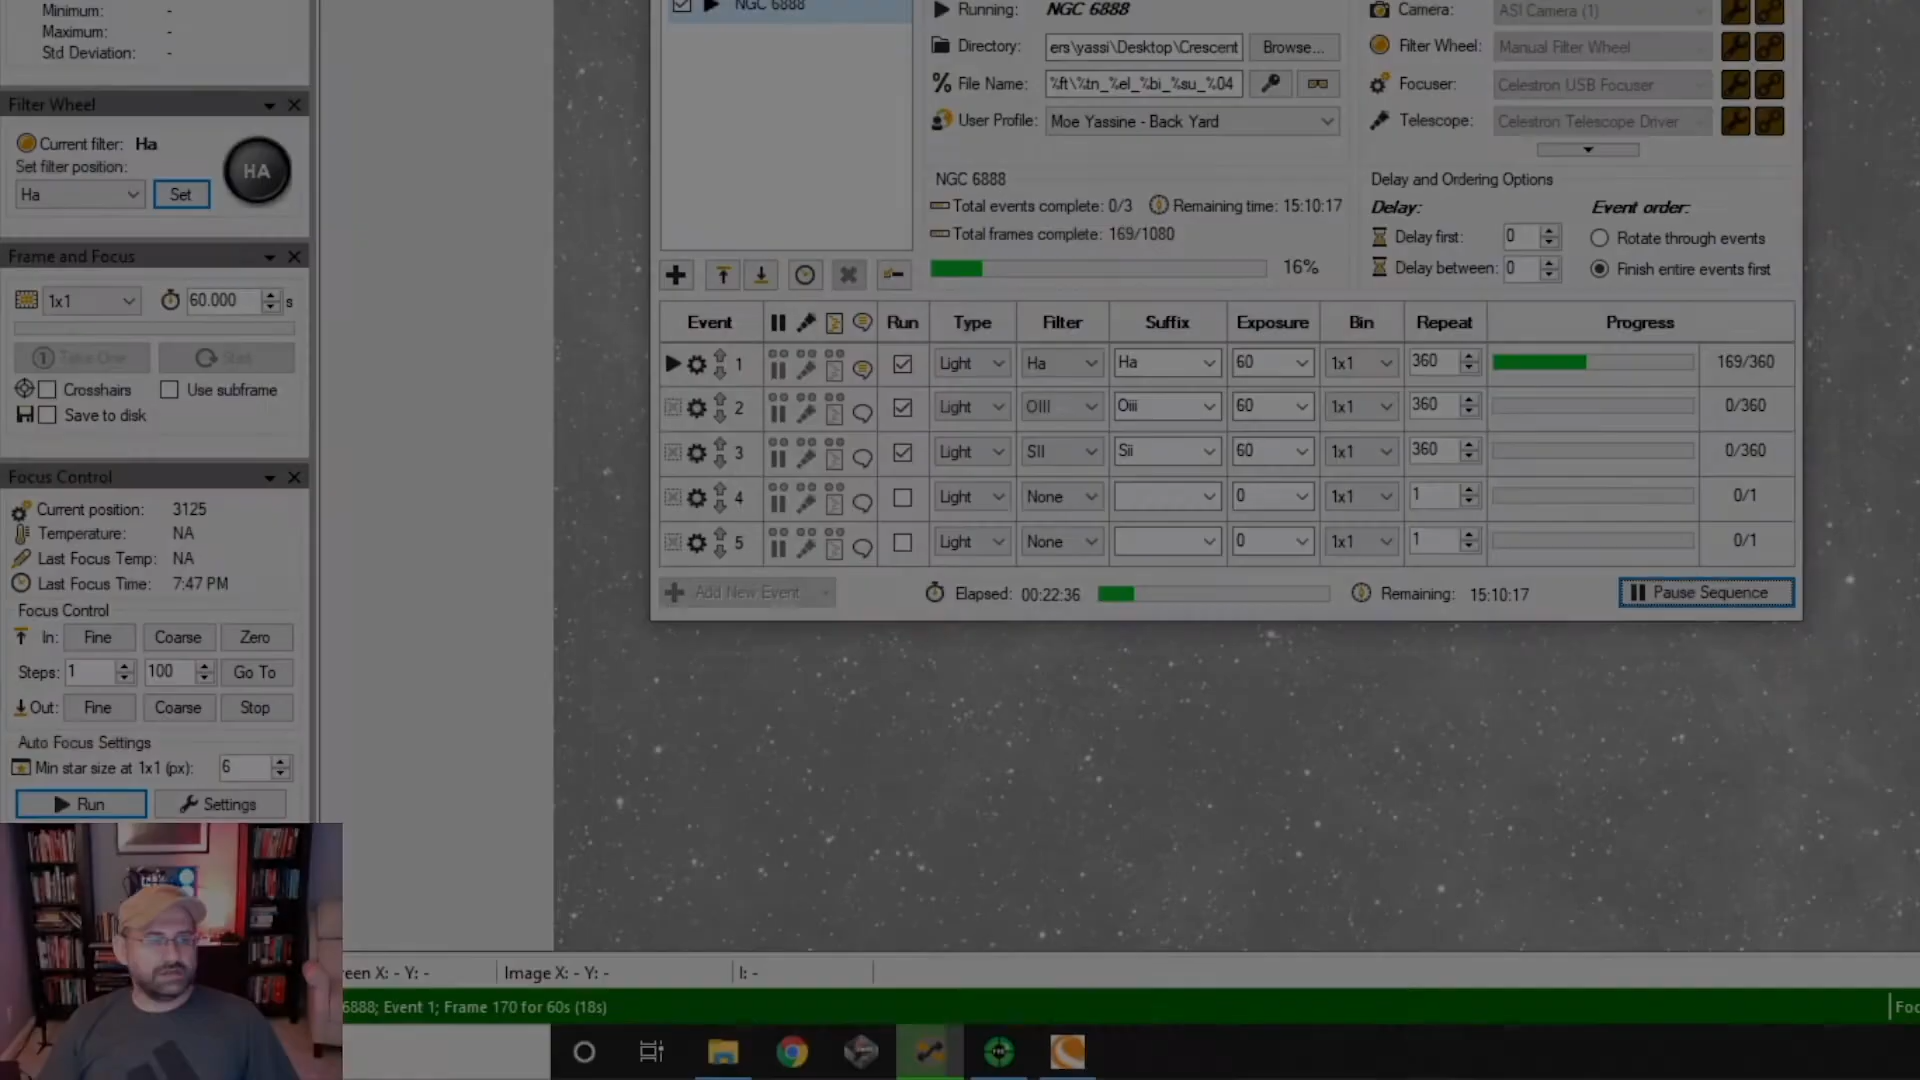 Minimum: -
Maximum: -
Std Deviation: -
Filter Wheel
Current filter: Ha
Set filter position:
Ha Set
HA
Frame and Focus
1x1 60.000 s
Take One Start
Crosshairs Use subframe
Save to disk
Focus Control
Current position: 3125
Temperature: NA
Last Focus Temp: NA
Last Focus Time: 7:47 PM
Focus Control
In: Fine Coarse Zero
Steps: 1 100 Go To
Out: Fine Coarse Stop
Auto Focus Settings
Min star size at 1x1 (px): 6
Run Settings
NGC 6888
Running: NGC 6888
Directory: ers\yassi\Desktop\Crescent Browse...
File Name: %ft\%tn_%el_%bi_%su_%04
User Profile: Moe Yassine - Back Yard
Camera: ASI Camera (1)
Filter Wheel: Manual Filter Wheel
Focuser: Celestron USB Focuser
Telescope: Celestron Telescope Driver
NGC 6888
Total events complete: 0/3 Remaining time: 15:10:17
Total frames complete: 169/1080
16%
Delay and Ordering Options
Delay: Event order:
Delay first: 0 Rotate through events
Delay between: 0 Finish entire events first
Event Run Type Filter Suffix Exposure Bin Repeat Progress
1 Light Ha Ha 60 1x1 360 169/360
2 Light OIII Oiii 60 1x1 360 0/360
3 Light SII Sii 60 1x1 360 0/360
4 Light None 0 1x1 1 0/1
5 Light None 0 1x1 1 0/1
Add New Event Elapsed: 00:22:36 Remaining: 15:10:17 Pause Sequence
reen X: - Y: - Image X: - Y: - I: -
6888; Event 1; Frame 170 for 60s (18s) Foc